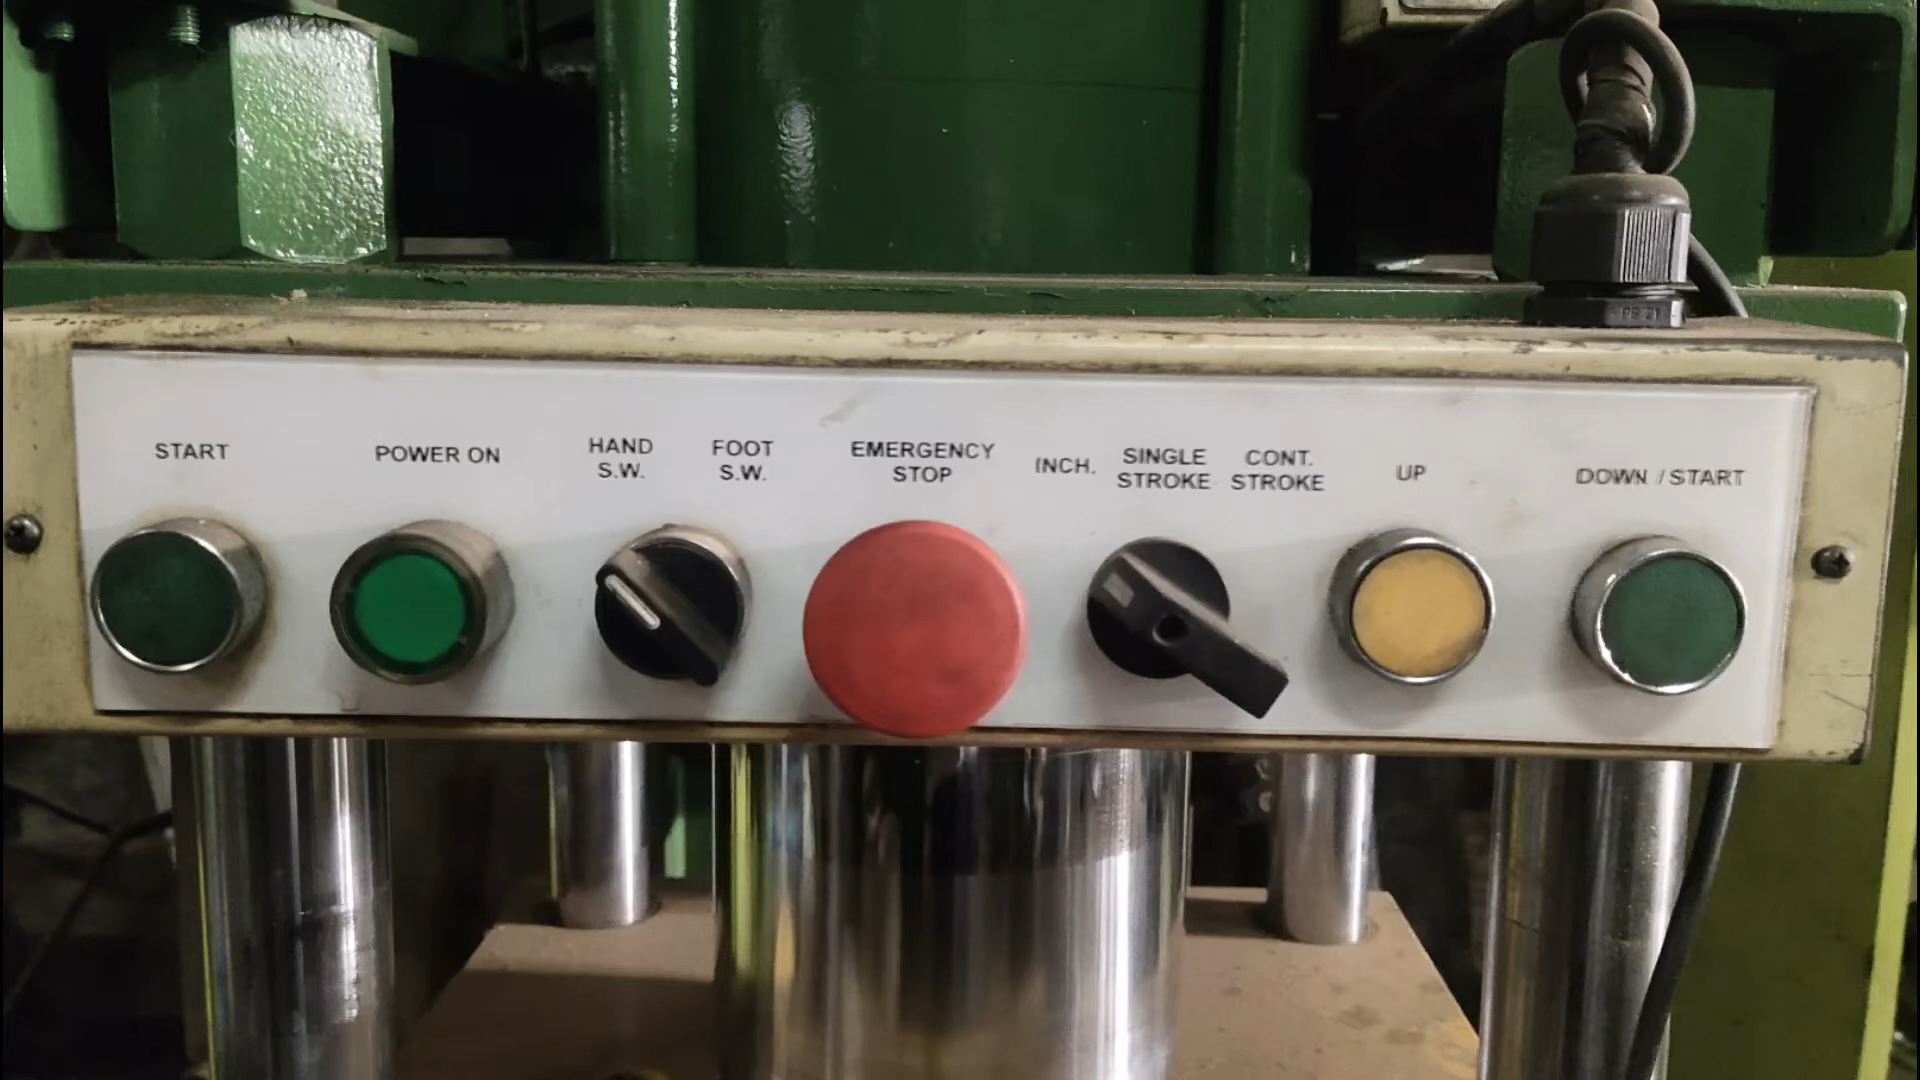 START
POWER ON
HAND
S.W.
FOOT
S.W.
EMERGENCY
STOP
INCH.
SINGLE
STROKE
CONT.
STROKE
UP
DOWN / START